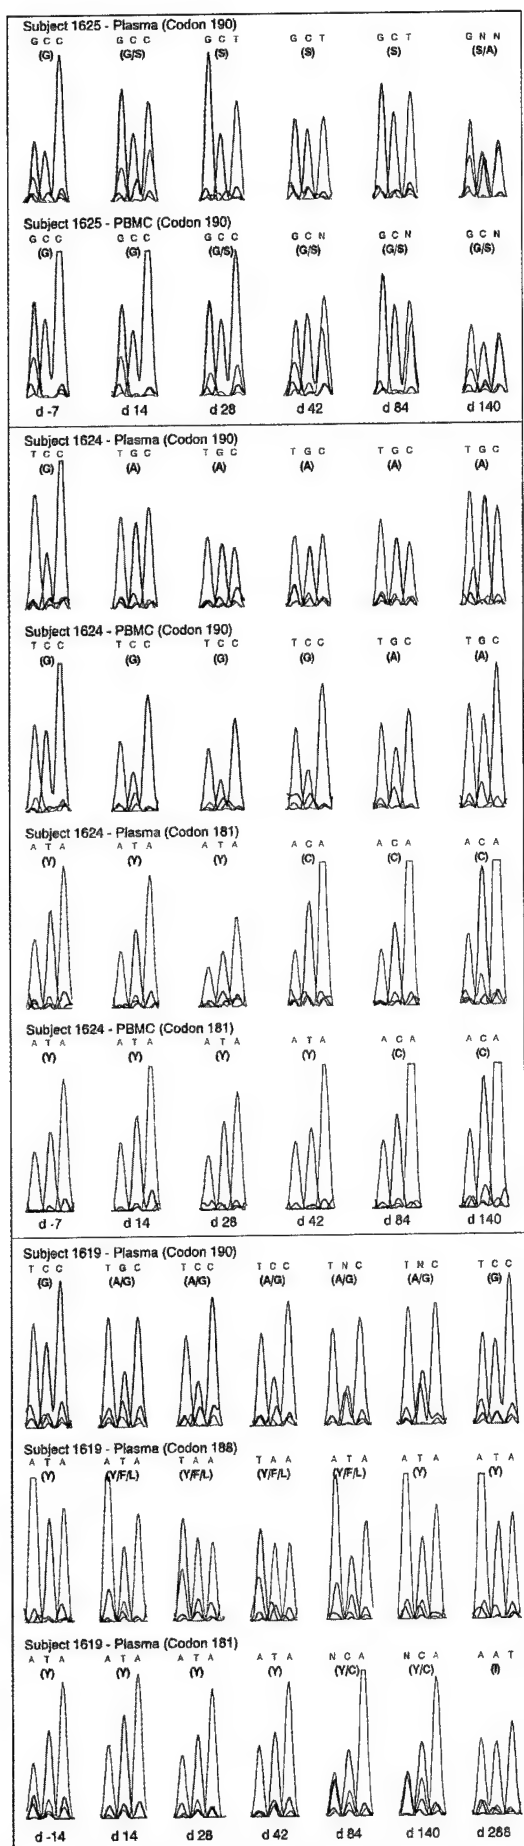 Subject 1625 - Plasma (Codon 190)
G C C G C C G C T G C T G C T G N N
(G) (G/S) (S) (S) (S) (S/A)
Subject 1625 - PBMC (Codon 190)
G C C G C C G C C G C N G C N G C N
(G) (G) (G/S) (G/S) (G/S) (G/S)
d -7 d 14 d 28 d 42 d 84 d 140
Subject 1624 - Plasma (Codon 190)
T C C T G C T G C T G C T G C T G C
(G) (A) (A) (A) (A) (A)
Subject 1624 - PBMC (Codon 190)
T C C T C C T C C T C C T G C T G C
(G) (G) (G) (G) (A) (A)
Subject 1624 - Plasma (Codon 181)
A T A A T A A T A A C A A C A A C A
(Y) (Y) (Y) (C) (C) (C)
Subject 1624 - PBMC (Codon 181)
A T A A T A A T A A T A A C A A C A
(Y) (Y) (Y) (Y) (C) (C)
d -7 d 14 d 28 d 42 d 84 d 140
Subject 1619 - Plasma (Codon 190)
T C C T G C T C C T C C T N C T N C T C C
(G) (A/G) (A/G) (A/G) (A/G) (A/G) (G)
Subject 1619 - Plasma (Codon 188)
A T A A T A T A A T A A A T A A T A A T A
(Y) (Y/F/L) (Y/F/L) (Y/F/L) (Y/F/L) (Y) (Y)
Subject 1619 - Plasma (Codon 181)
A T A A T A A T A A T A N C A N C A A A T
(Y) (Y) (Y) (Y) (Y/C) (Y/C) (I)
d -14 d 14 d 28 d 42 d 84 d 140 d 288